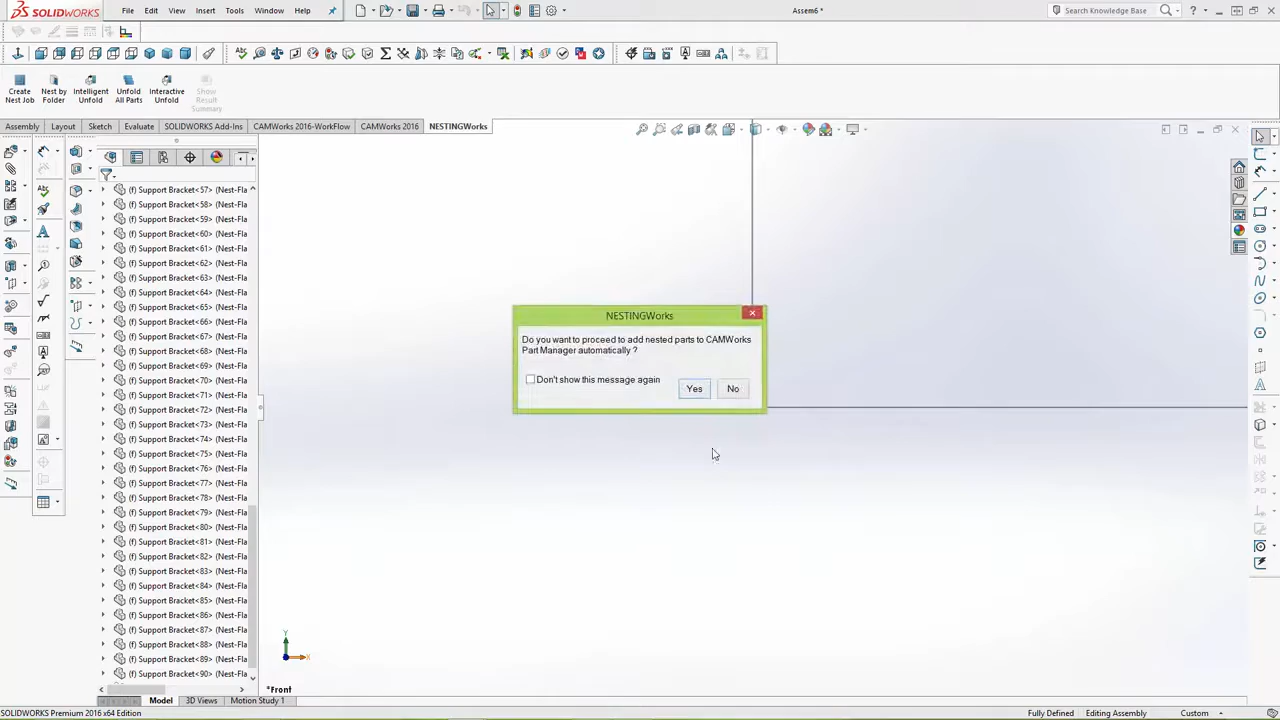 SOLIDWORKS File Edit View Insert Tools Window Help Assem6 * Search Knowledge Base
Create Nest Job
Nest by Folder
Intelligent Unfold
Unfold All Parts
Interactive Unfold
Show Result Summary
Assembly Layout Sketch Evaluate SOLIDWORKS Add-Ins CAMWorks 2016-WorkFlow CAMWorks 2016 NESTINGWorks
(f) Support Bracket<57> (Nest-Fla
(f) Support Bracket<58> (Nest-Fla
(f) Support Bracket<59> (Nest-Fla
(f) Support Bracket<60> (Nest-Fla
(f) Support Bracket<61> (Nest-Fla
(f) Support Bracket<62> (Nest-Fla
(f) Support Bracket<63> (Nest-Fla
(f) Support Bracket<64> (Nest-Fla
(f) Support Bracket<65> (Nest-Fla
(f) Support Bracket<66> (Nest-Fla
(f) Support Bracket<67> (Nest-Fla
(f) Support Bracket<68> (Nest-Fla
(f) Support Bracket<69> (Nest-Fla
(f) Support Bracket<70> (Nest-Fla
(f) Support Bracket<71> (Nest-Fla
(f) Support Bracket<72> (Nest-Fla
(f) Support Bracket<73> (Nest-Fla
(f) Support Bracket<74> (Nest-Fla
(f) Support Bracket<75> (Nest-Fla
(f) Support Bracket<76> (Nest-Fla
(f) Support Bracket<77> (Nest-Fla
(f) Support Bracket<78> (Nest-Fla
(f) Support Bracket<79> (Nest-Fla
(f) Support Bracket<80> (Nest-Fla
(f) Support Bracket<81> (Nest-Fla
(f) Support Bracket<82> (Nest-Fla
(f) Support Bracket<83> (Nest-Fla
(f) Support Bracket<84> (Nest-Fla
(f) Support Bracket<85> (Nest-Fla
(f) Support Bracket<86> (Nest-Fla
(f) Support Bracket<87> (Nest-Fla
(f) Support Bracket<88> (Nest-Fla
(f) Support Bracket<89> (Nest-Fla
(f) Support Bracket<90> (Nest-Fla
NESTINGWorks
Do you want to proceed to add nested parts to CAMWorks
Part Manager automatically ?
Don't show this message again
Yes No
Y
X
*Front
Model 3D Views Motion Study 1
SOLIDWORKS Premium 2016 x64 Edition Fully Defined Editing Assembly Custom